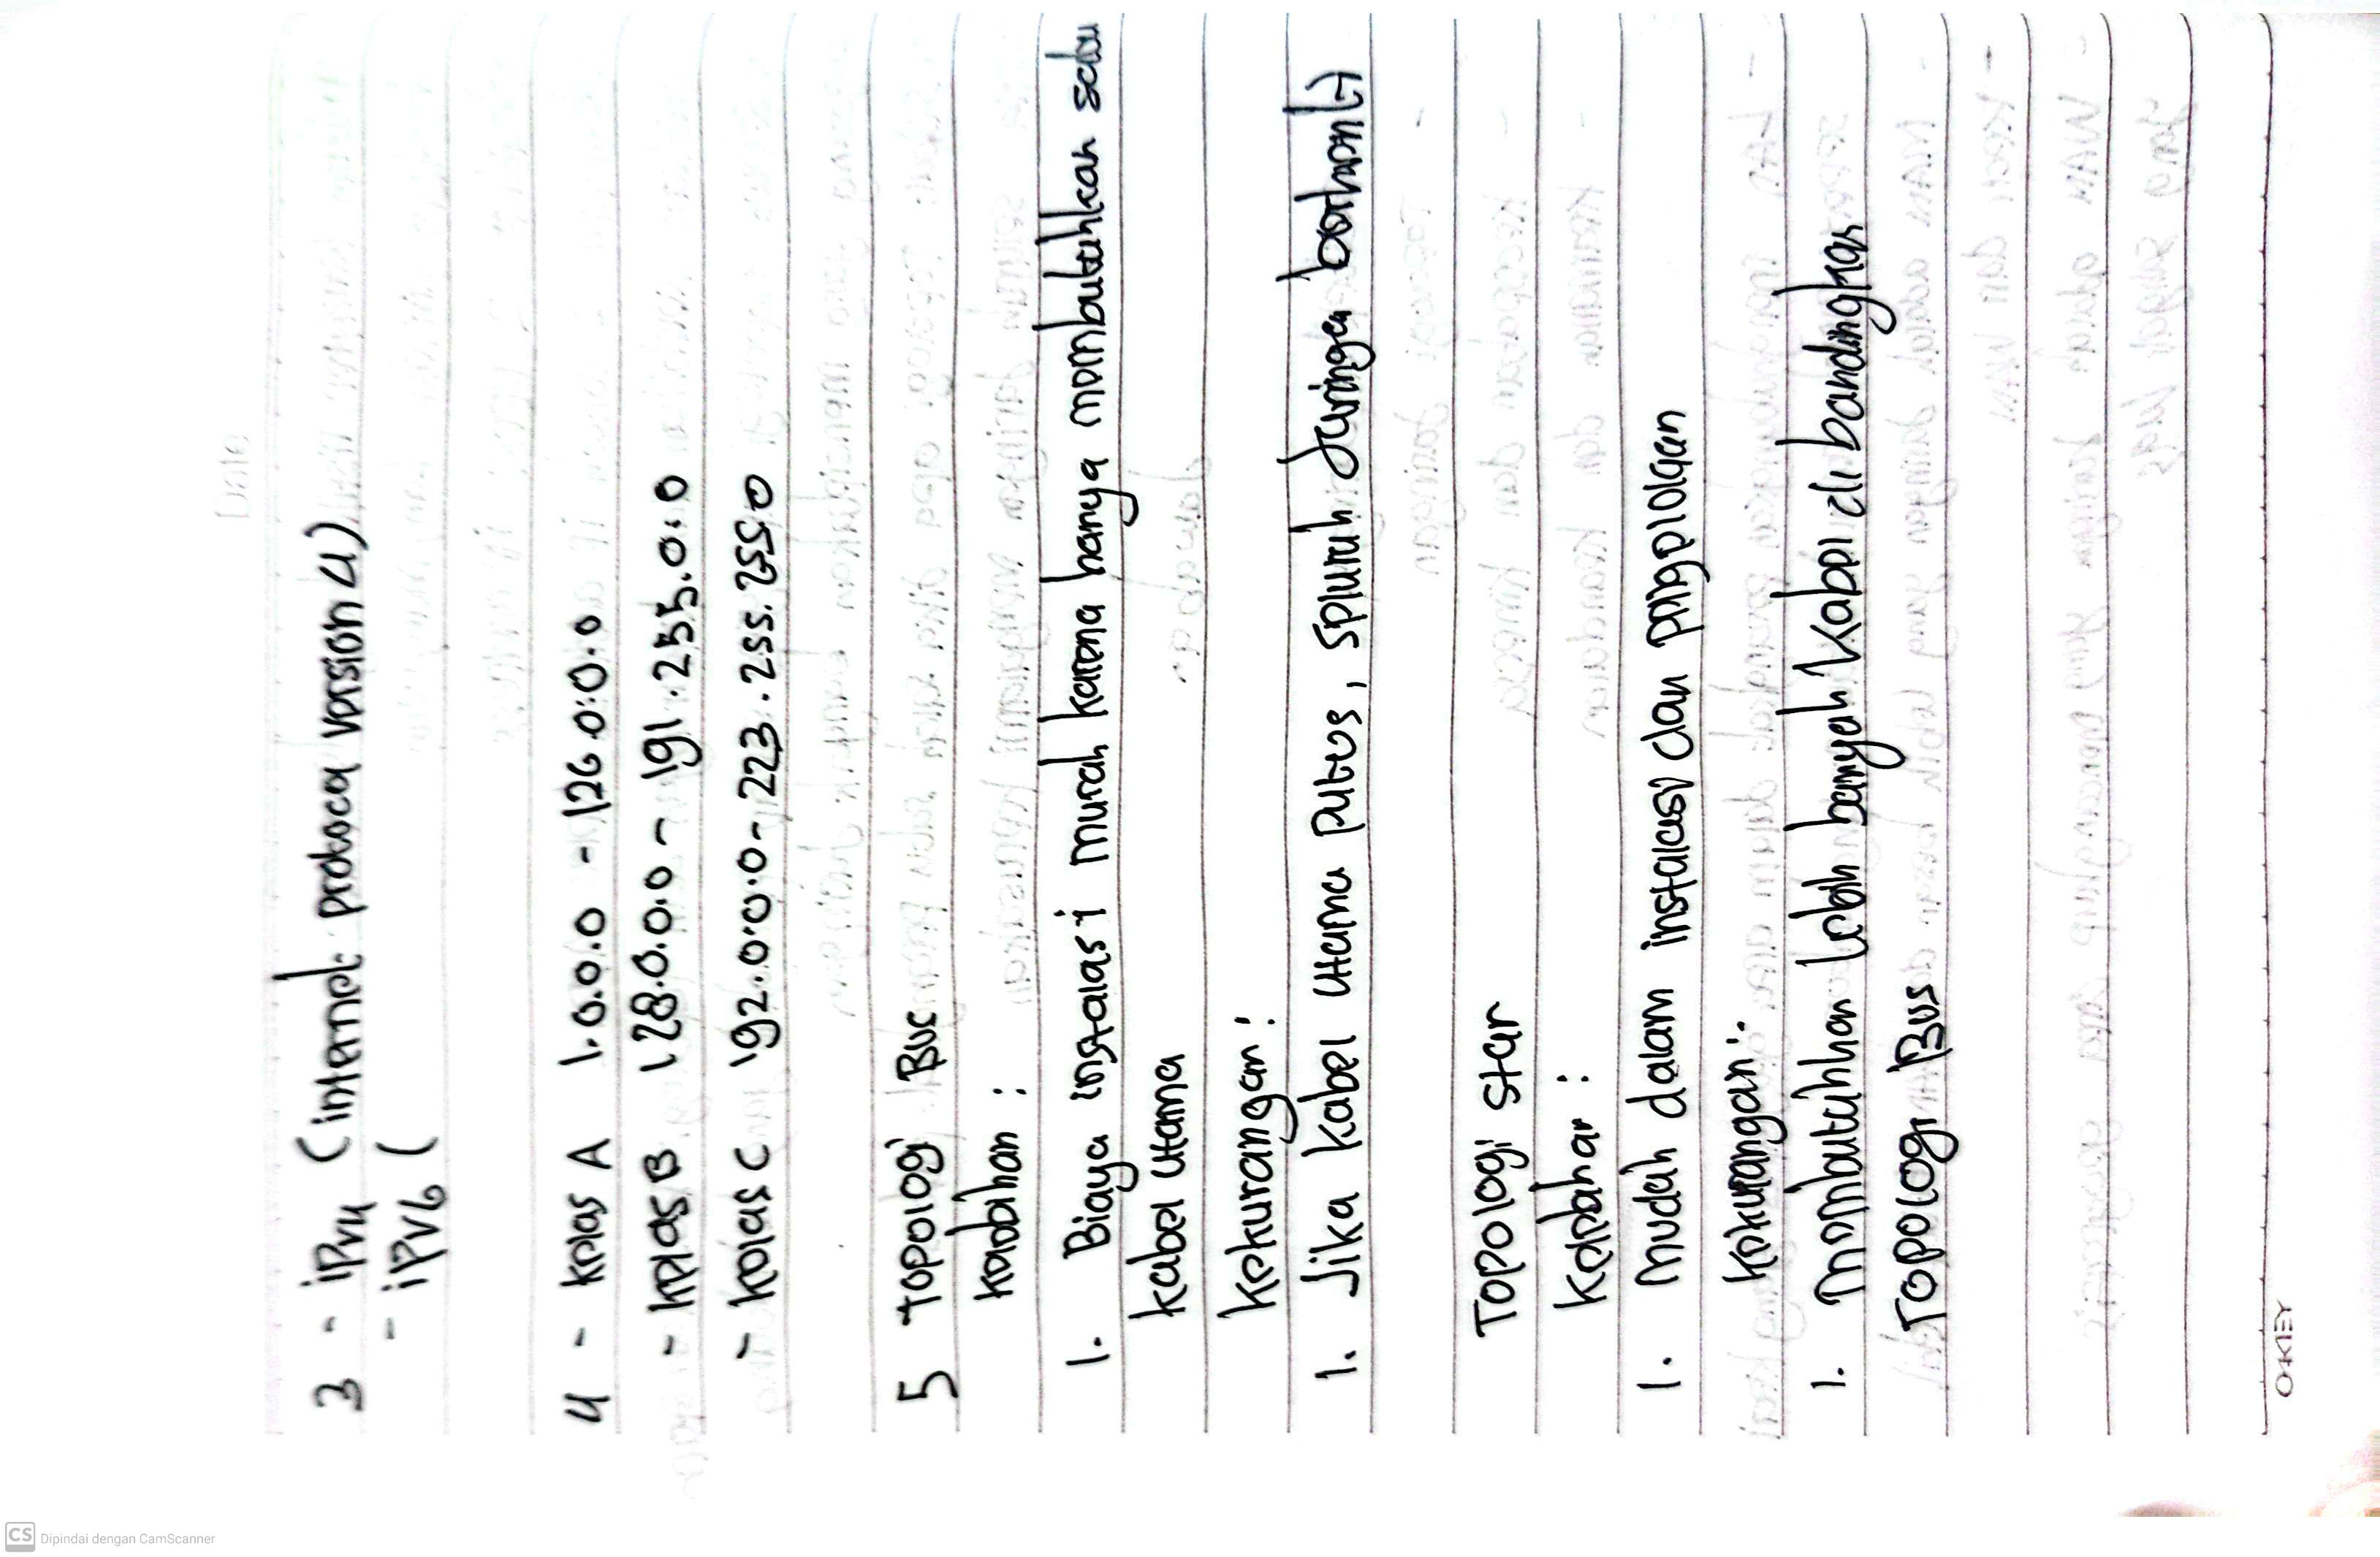 3 - iPv4 (internet protocol version 4)
- iPV6 (
4 - kelas A 1.0.0.0 - 126.0.0.0
- kelas B 128.0.0.0 - 191.255.0.0
- kelas C 192.0.0.0 - 223.255.255.0
5 topologi Bus
kelebihan :
1. Biaya instalasi murah karena hanya membutuhkan satu
kabel utama
kekurangan :
1. Jika kabel utama putus, seluruh Jaringan berhenti
Topologi star
Kelebihan :
1. mudah dalam instalasi dan pengelolaan
kekurangan :
1. membutuhkan Lebih banyak Kabel di bandingkan
Topologi Bus
OKEY
CS Dipindai dengan CamScanner